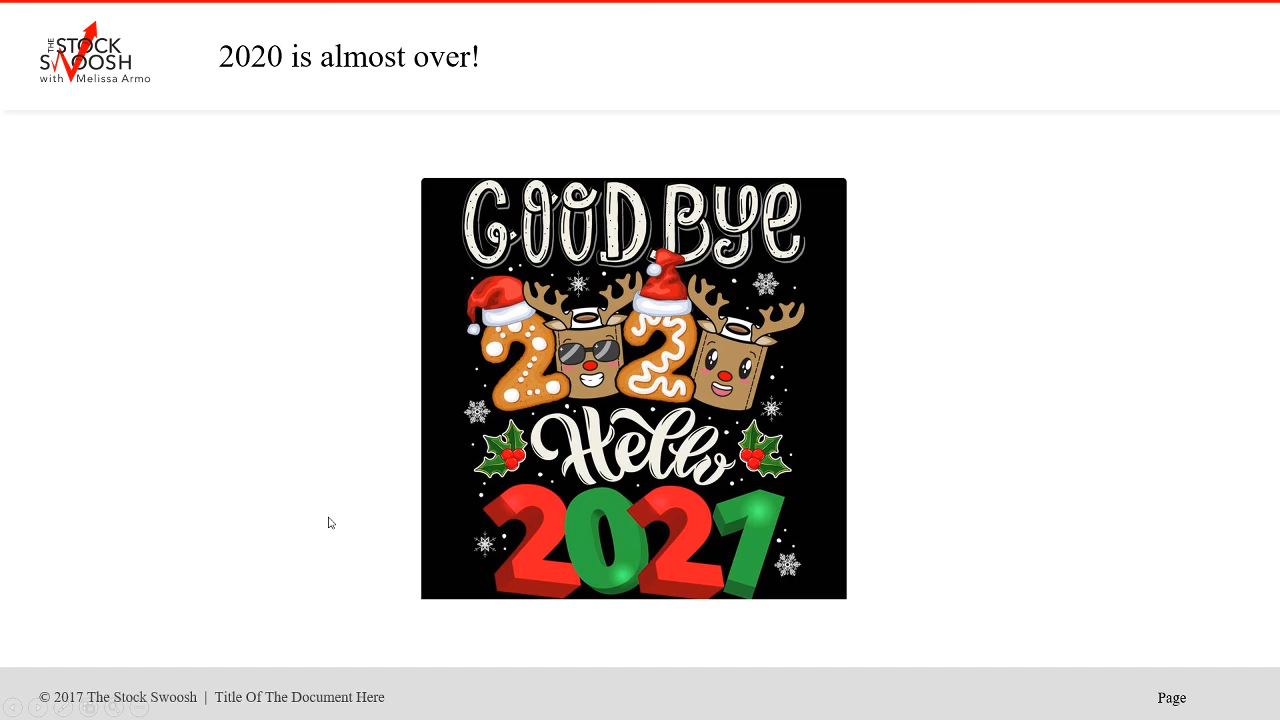 THE
STOCK
SWOOSH
with Melissa Armo
2020 is almost over!
GOOD BYE
2020
Hello
2021
© 2017 The Stock Swoosh | Title Of The Document Here
Page